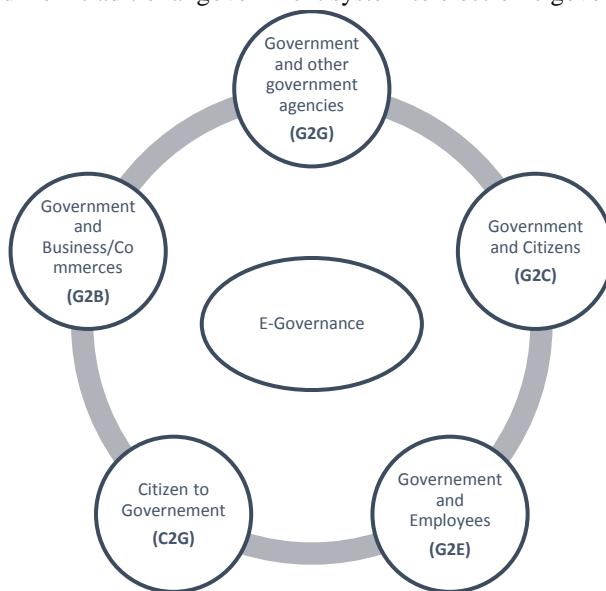 Government
and other
government
agencies
(G2G)
Government
and Citizens
(G2C)
Governement
and
Employees
(G2E)
Citizen to
Governement
(C2G)
Government
and
Business/Co
mmerces
(G2B)
E-Governance